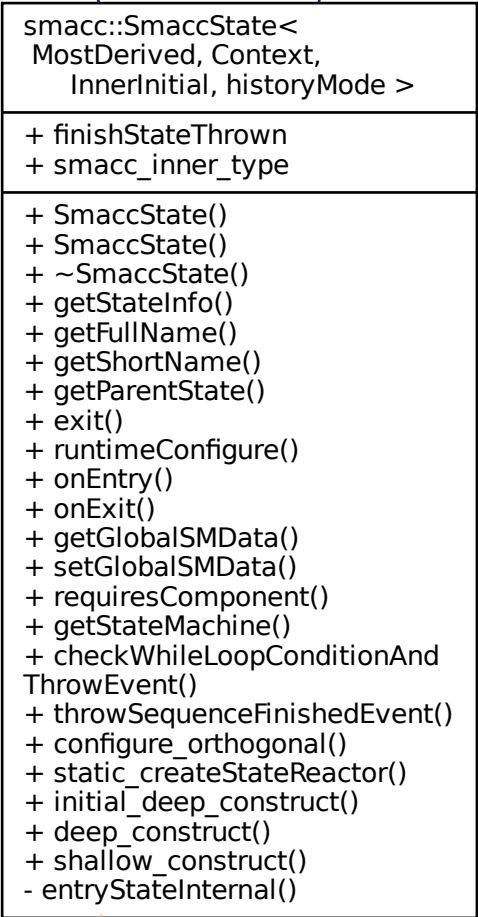 smacc::SmaccState<
MostDerived, Context,
InnerInitial, historyMode >
+ finishStateThrown
+ smacc_inner_type
+ SmaccState()
+ SmaccState()
+ ~SmaccState()
+ getStateInfo()
+ getFullName()
+ getShortName()
+ getParentState()
+ exit()
+ runtimeConfigure()
+ onEntry()
+ onExit()
+ getGlobalSMData()
+ setGlobalSMData()
+ requiresComponent()
+ getStateMachine()
+ checkWhileLoopConditionAnd
ThrowEvent()
+ throwSequenceFinishedEvent()
+ configure_orthogonal()
+ static_createStateReactor()
+ initial_deep_construct()
+ deep_construct()
+ shallow_construct()
- entryStateInternal()